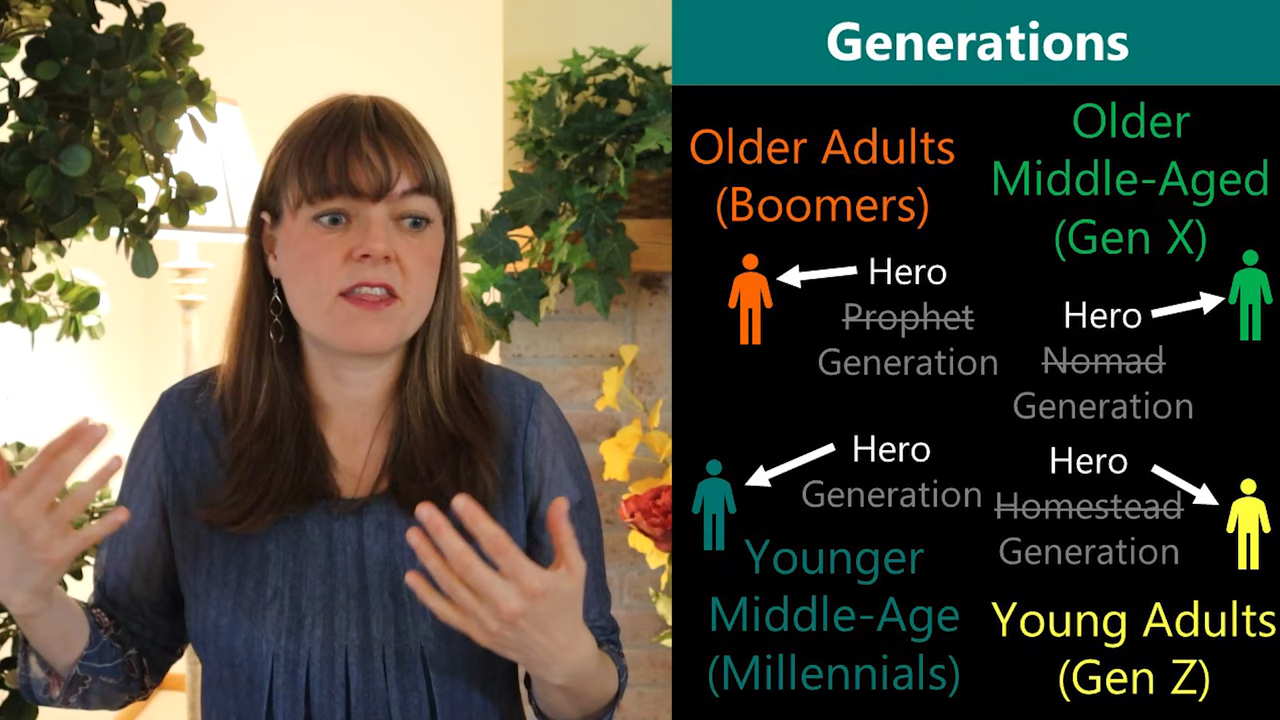 Generations
Older Adults
(Boomers)
Hero
Prophet
Generation
Older
Middle-Aged
(Gen X)
Hero
Nomad
Generation
Hero
Generation
Younger
Middle-Age
(Millennials)
Hero
Homestead
Generation
Young Adults
(Gen Z)